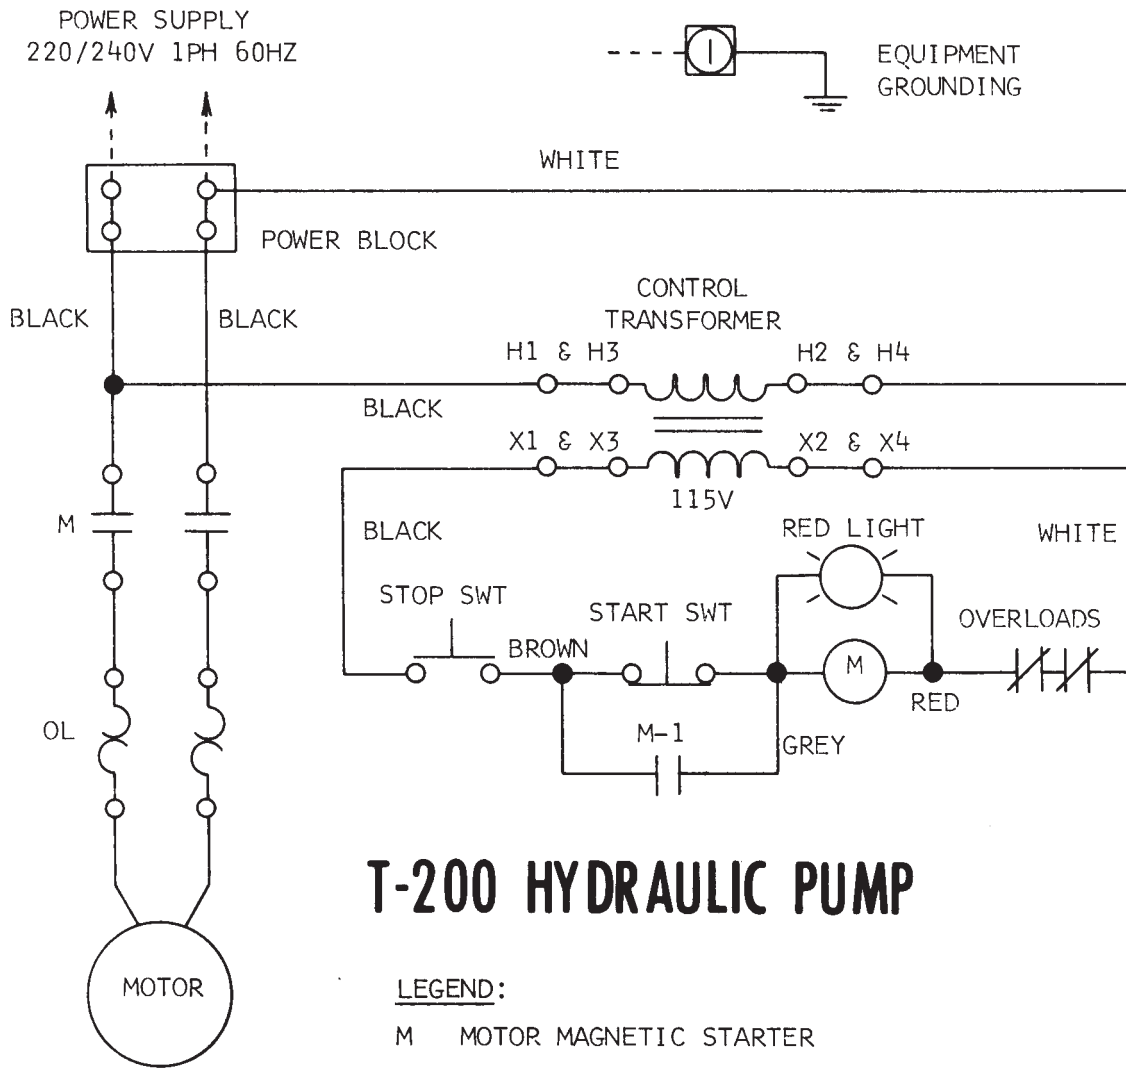 POWER SUPPLY
220/240V 1PH 60HZ
EQUIPMENT
GROUNDING
WHITE
POWER BLOCK
BLACK
BLACK
CONTROL
TRANSFORMER
H1 & H3
H2 & H4
BLACK
X1 & X3
X2 & X4
115V
M
BLACK
RED LIGHT
WHITE
STOP SWT
START SWT
OVERLOADS
BROWN
M
RED
OL
M-1
GREY
T-200 HYDRAULIC PUMP
MOTOR
LEGEND:
M MOTOR MAGNETIC STARTER